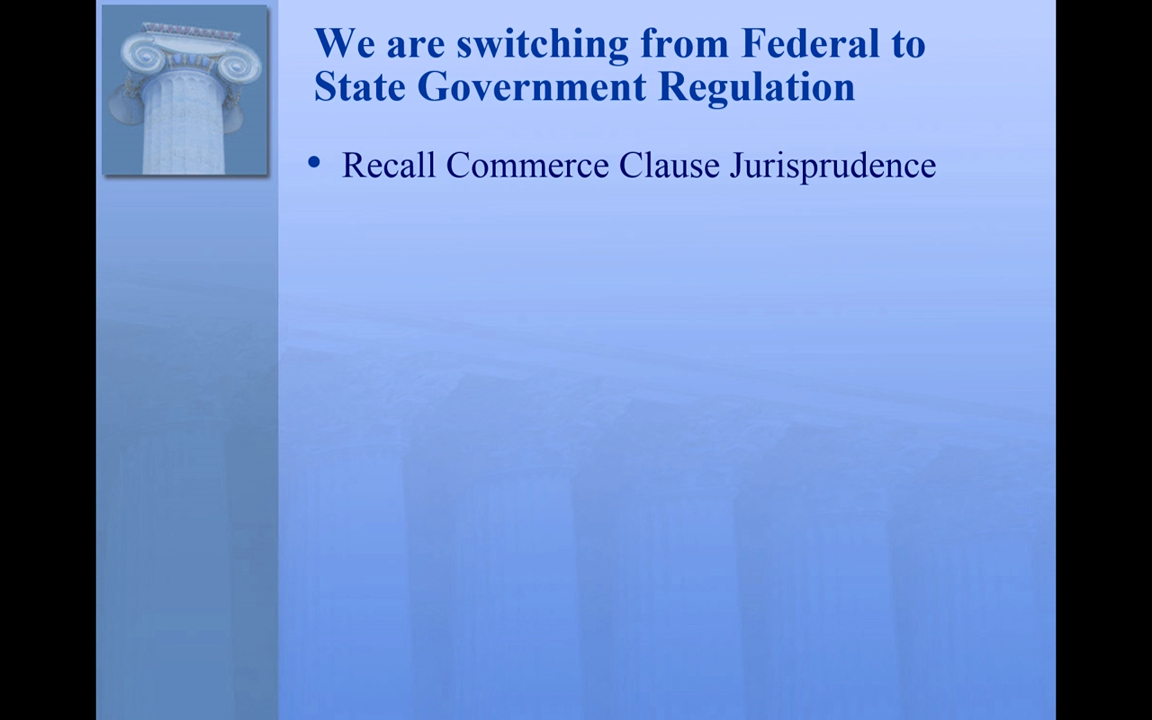 We are switching from Federal to
State Government Regulation
• Recall Commerce Clause Jurisprudence